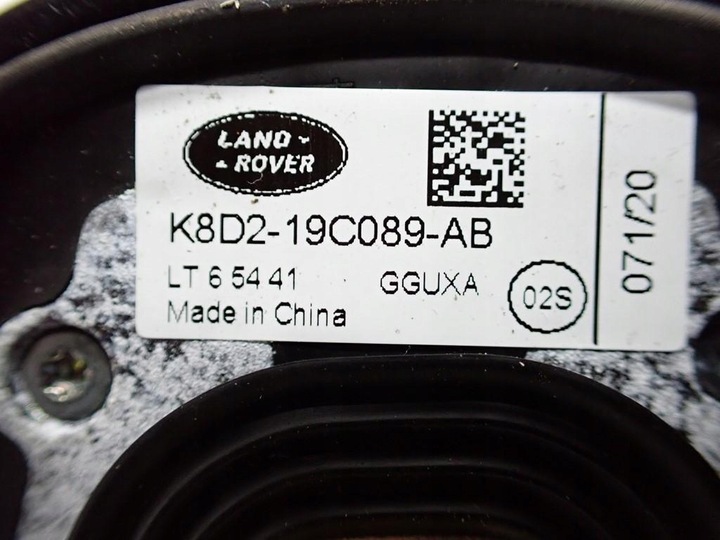 LAND
ROVER
K8D2-19C089-AB
LT 6 54 41
GGUXA
02S
Made in China
071/20